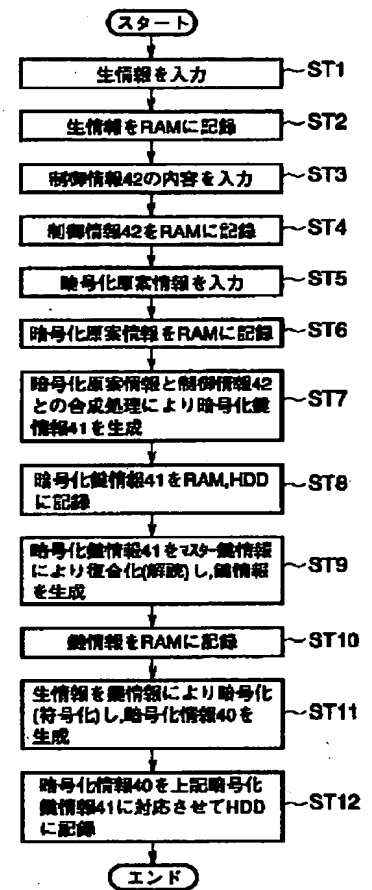 スタート
生情報を入力 ST1
生情報をRAMに記録 ST2
制御情報42の内容を入力 ST3
制御情報42をRAMに記録 ST4
暗号化原案情報を入力 ST5
暗号化原案情報をRAMに記録 ST6
暗号化原案情報と制御情報42
との合成処理により暗号化鍵 ST7
情報41を生成
暗号化鍵情報41をRAM,HDD ST8
に記録
暗号化鍵情報41をマスター鍵情報
により復合化(解読)し,鍵情報 ST9
を生成
鍵情報をRAMに記録 ST10
生情報を鍵情報により暗号化
(符号化)し,暗号化情報40を ST11
生成
暗号化情報40を上記暗号化
鍵情報41に対応させてHDD ST12
に記録
エンド